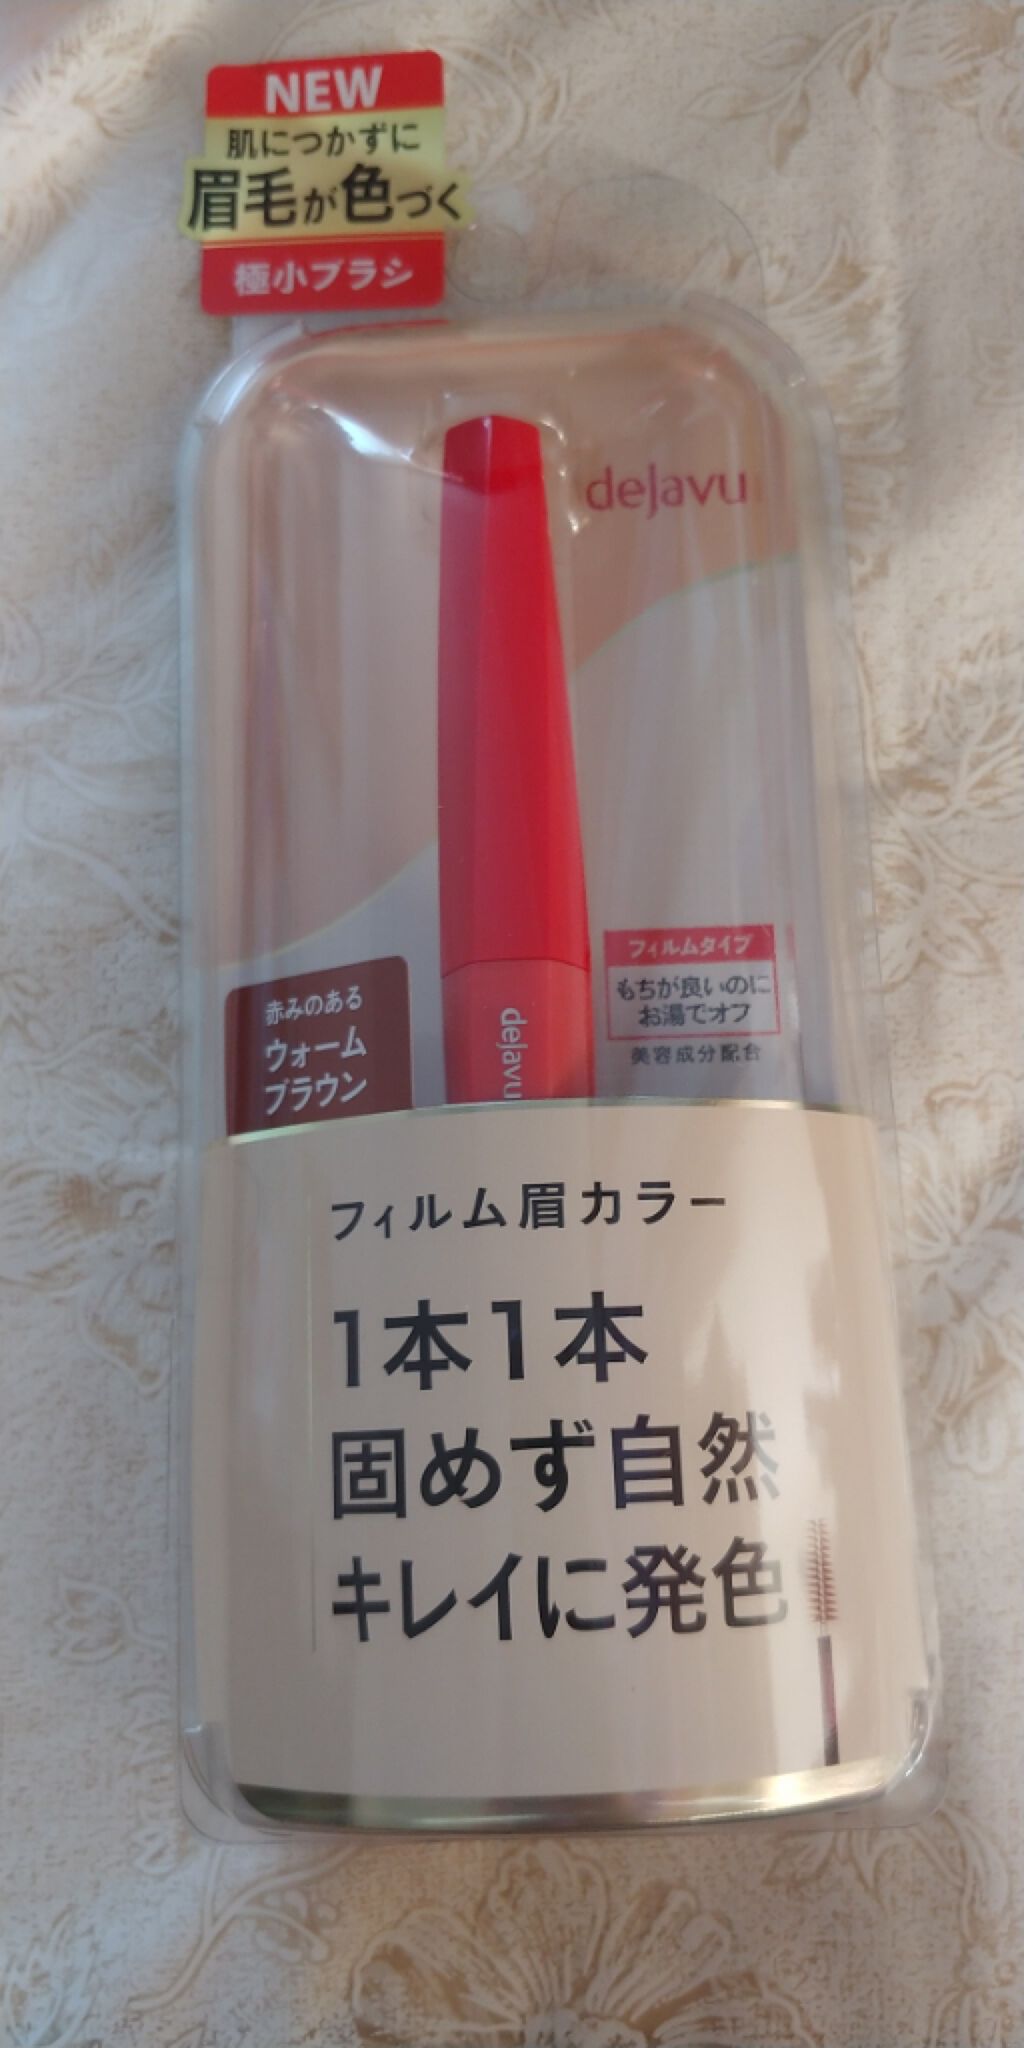 NEW
肌につかずに
眉毛が色づく
極小ブラシ
dejavu
フィルムタイプ
もちが良いのに
お湯でオフ
美容成分配合
赤みのある
ウォーム
ブラウン
dejavu
フィルム眉カラー
1本1本
固めず自然
キレイに発色